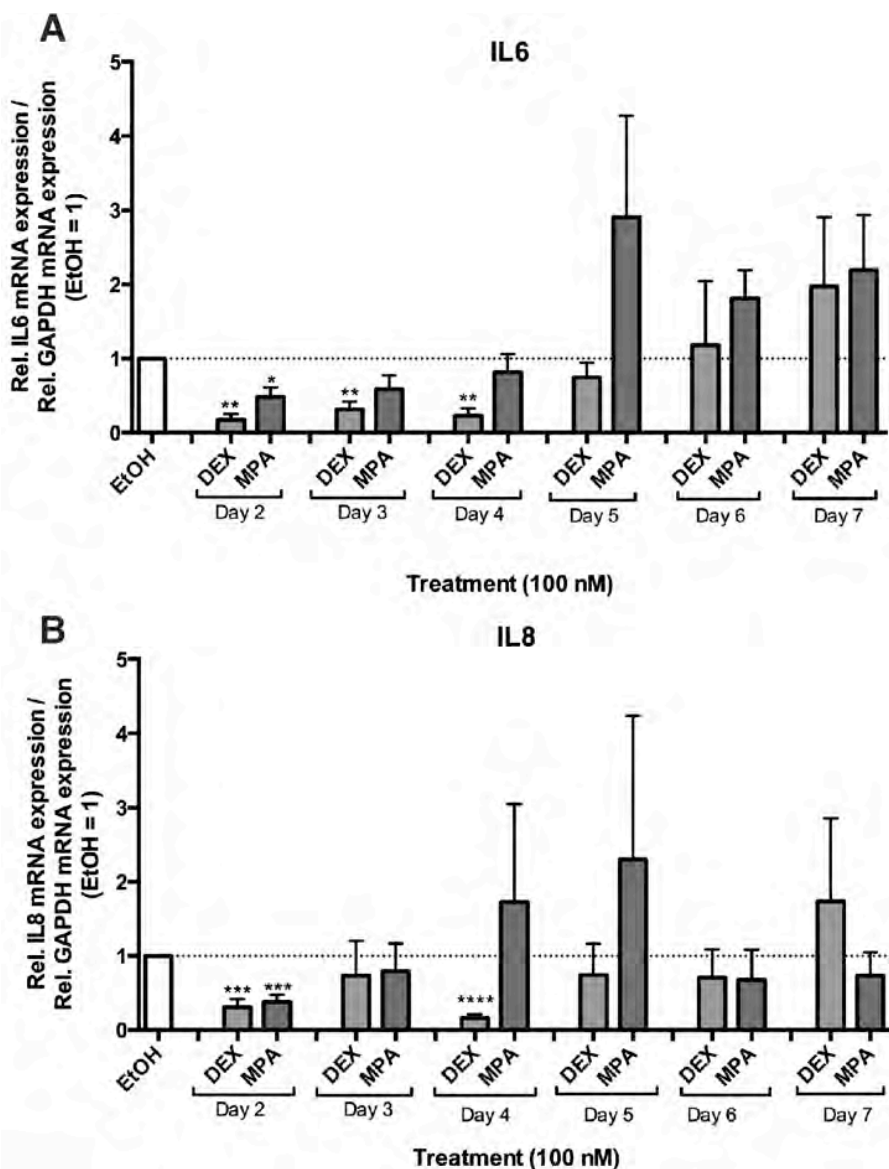 A
IL6
Rel. IL6 mRNA expression /
Rel. GAPDH mRNA expression
(EtOH = 1)
5
4
3
2
1
0
** * ** **
EtOH DEX MPA DEX MPA DEX MPA DEX MPA DEX MPA DEX MPA
Day 2 Day 3 Day 4 Day 5 Day 6 Day 7
Treatment (100 nM)
B
IL8
Rel. IL8 mRNA expression /
Rel. GAPDH mRNA expression
(EtOH = 1)
5
4
3
2
1
0
*** *** ****
EtOH DEX MPA DEX MPA DEX MPA DEX MPA DEX MPA DEX MPA
Day 2 Day 3 Day 4 Day 5 Day 6 Day 7
Treatment (100 nM)